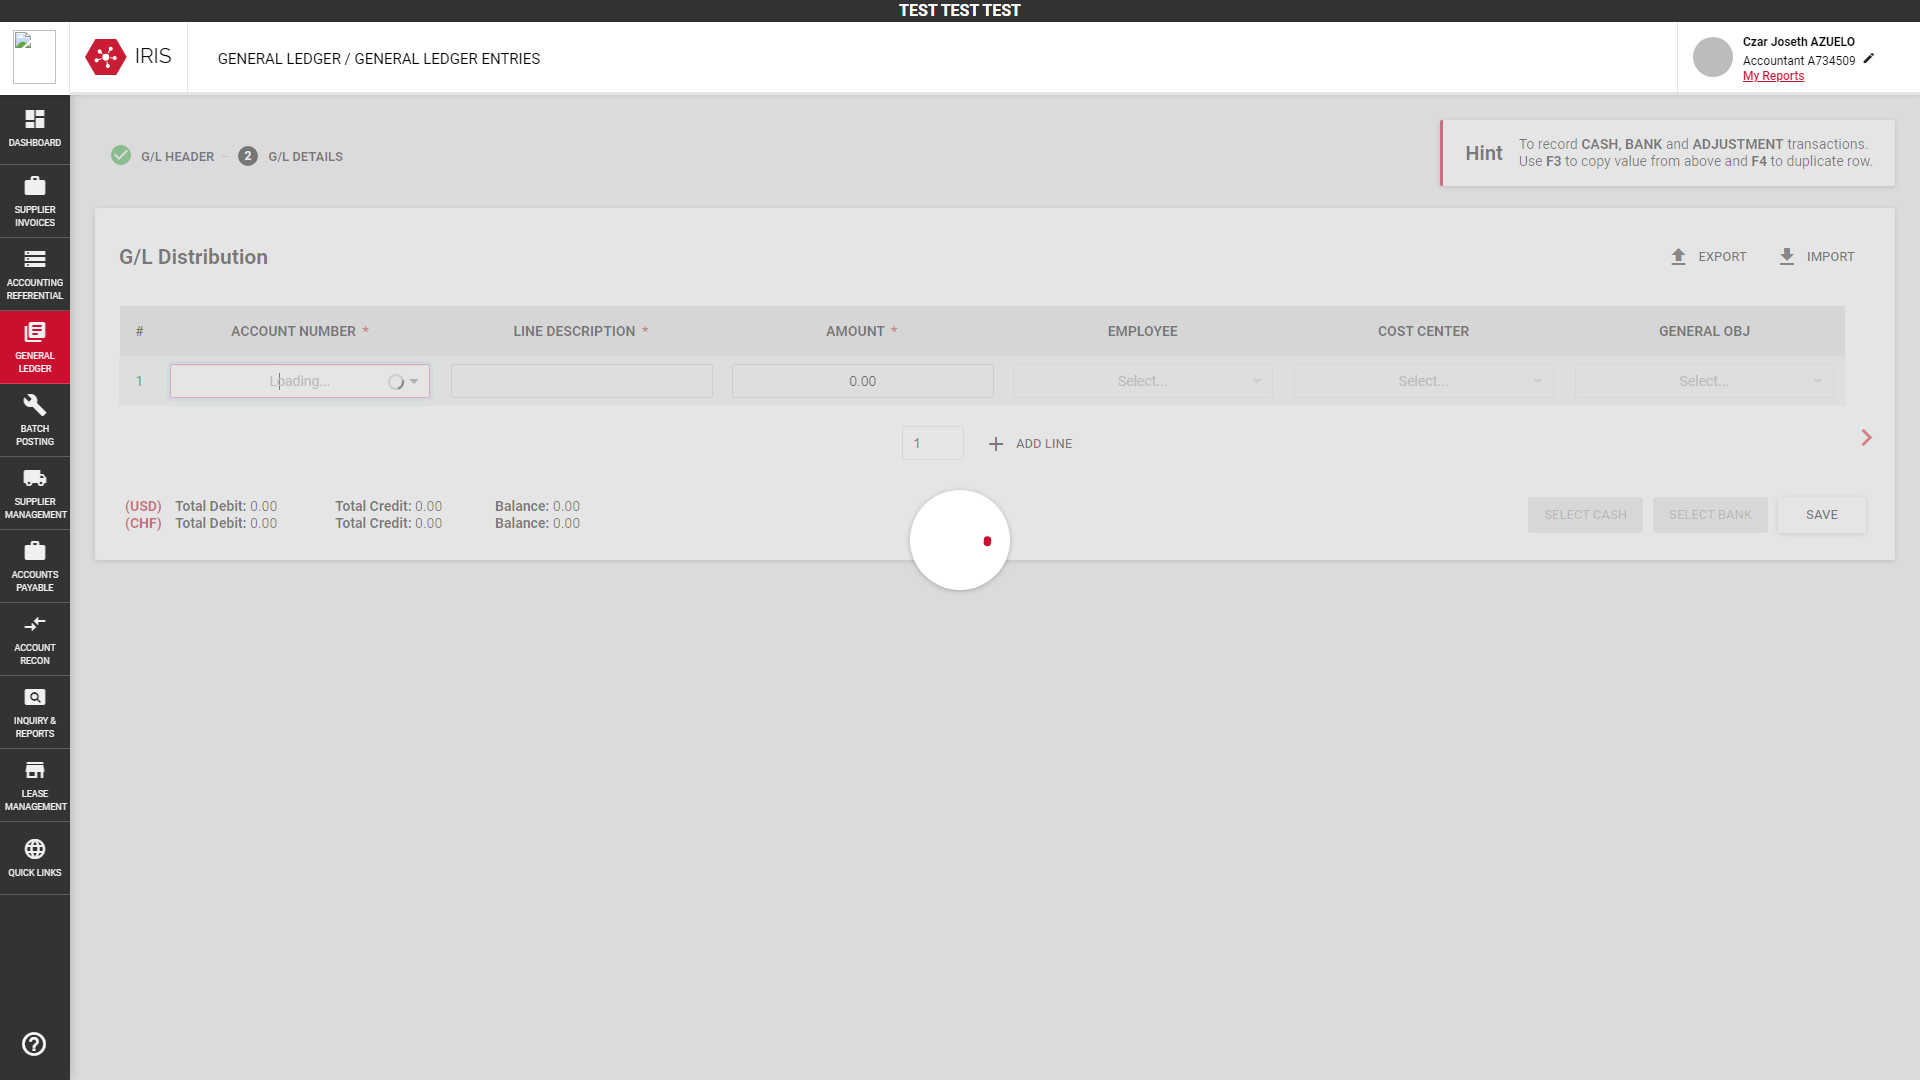 TEST TEST TEST
IRIS
GENERAL LEDGER / GENERAL LEDGER ENTRIES
Czar Joseth AZUELO
Accountant A734509
My Reports
DASHBOARD
SUPPLIER
INVOICES
ACCOUNTING
REFERENTIAL
GENERAL
LEDGER
BATCH
POSTING
SUPPLIER
MANAGEMENT
ACCOUNTS
PAYABLE
ACCOUNT
RECON
INQUIRY &
REPORTS
LEASE
MANAGEMENT
QUICK LINKS
G/L HEADER 2 G/L DETAILS
Hint
To record CASH, BANK and ADJUSTMENT transactions.
Use F3 to copy value from above and F4 to duplicate row.
G/L Distribution
EXPORT IMPORT
# ACCOUNT NUMBER * LINE DESCRIPTION * AMOUNT * EMPLOYEE COST CENTER GENERAL OBJ
1 Loading... 0.00 Select... Select... Select...
1 ADD LINE
(USD) Total Debit: 0.00 Total Credit: 0.00 Balance: 0.00
(CHF) Total Debit: 0.00 Total Credit: 0.00 Balance: 0.00
SELECT CASH SELECT BANK SAVE